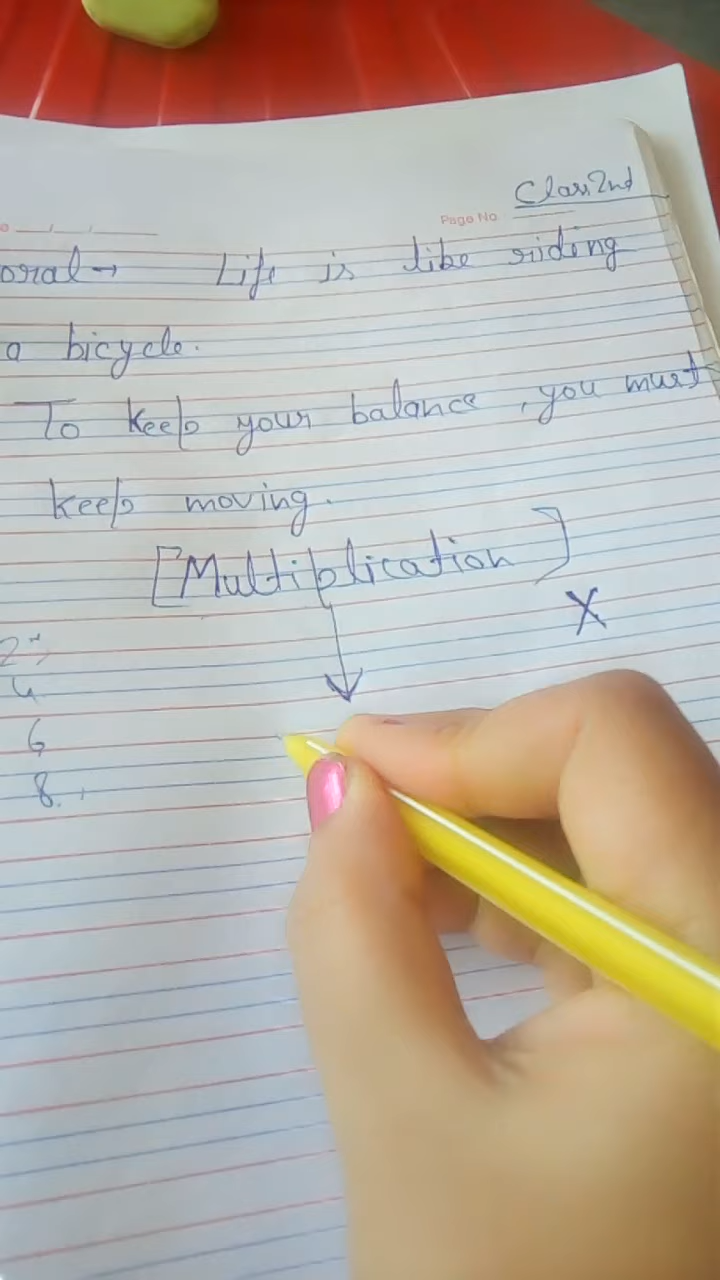 Class 2nd
Page No
oral → Life is like riding
a bicycle.
To keep your balance, you must
keep moving.
[Multiplication]
X
2
4
6
8.